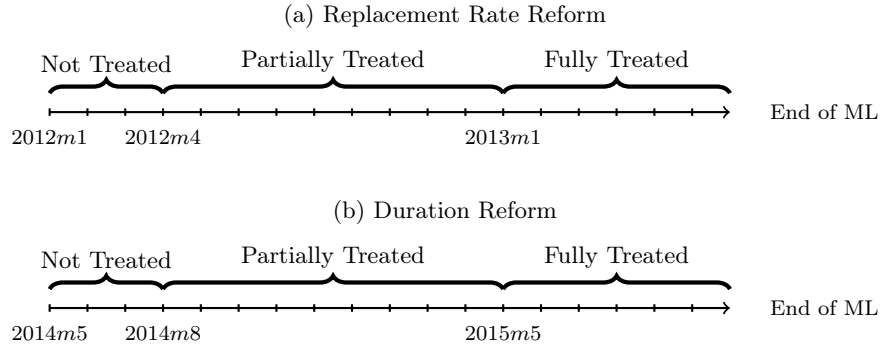 (a) Replacement Rate Reform
Not Treated Partially Treated Fully Treated
End of ML
2012m1 2012m4 2013m1
(b) Duration Reform
Not Treated Partially Treated Fully Treated
End of ML
2014m5 2014m8 2015m5